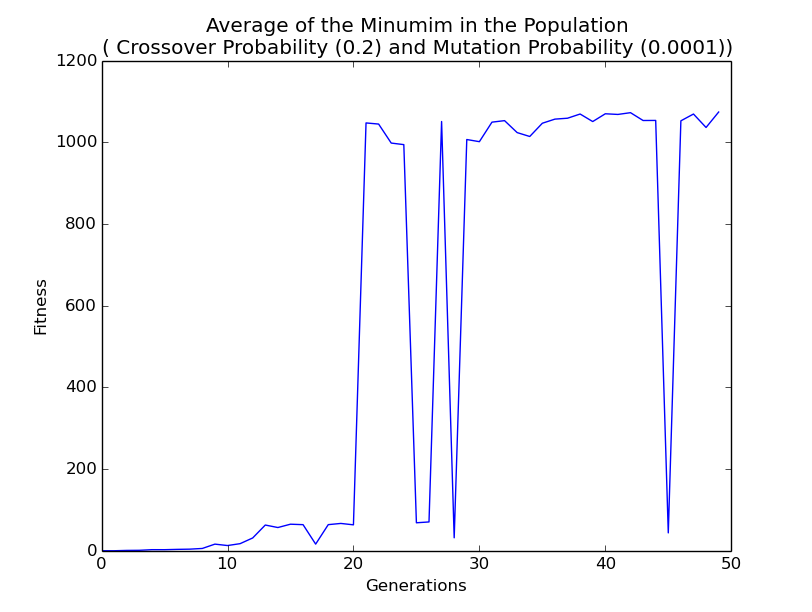 Average of the Minumim in the Population
( Crossover Probability (0.2) and Mutation Probability (0.0001))
1200
1000
800
600
400
200
0
Fitness
0 10 20 30 40 50
Generations